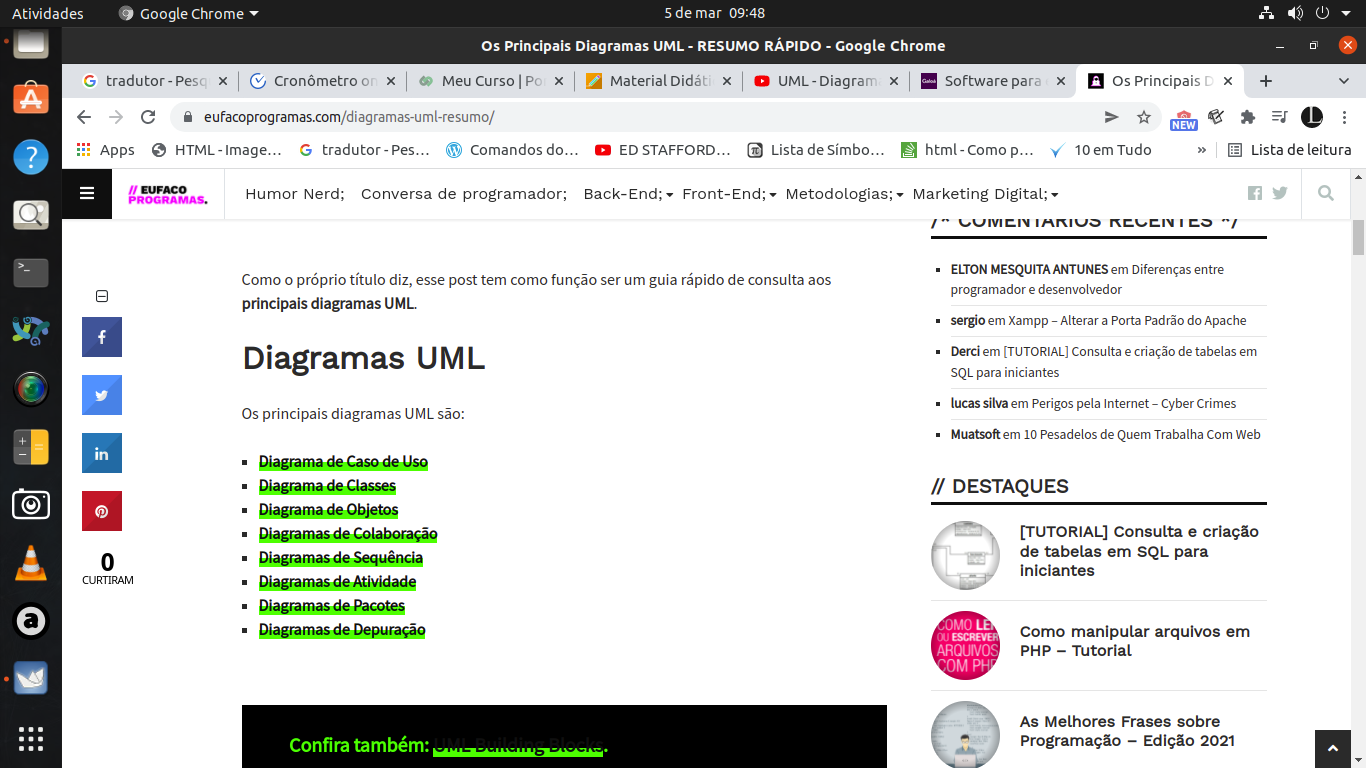 Atividades
Google Chrome
5 de mar 09:48
Os Principais Diagramas UML - RESUMO RÁPIDO - Google Chrome
tradutor - Pesq
Cronômetro on
Meu Curso | Po
Material Didáti
UML - Diagram
Galoá
Software para
Os Principais D
eufacoprogramas.com/diagramas-uml-resumo/
NEW
Apps
HTML - Image…
tradutor - Pes…
Comandos do…
ED STAFFORD…
Lista de Símbo…
html - Como p…
10 em Tudo
»
Lista de leitura
// EUFACO
PROGRAMAS.
Humor Nerd;
Conversa de programador;
Back-End;
Front-End;
Metodologias;
Marketing Digital;
/* COMENTÁRIOS RECENTES */
Como o próprio título diz, esse post tem como função ser um guia rápido de consulta aos
principais diagramas UML.
Diagramas UML
Os principais diagramas UML são:
Diagrama de Caso de Uso
Diagrama de Classes
Diagrama de Objetos
Diagramas de Colaboração
Diagramas de Sequência
Diagramas de Atividade
Diagramas de Pacotes
Diagramas de Depuração
Confira também: UML Building Blocks.
0
CURTIRAM
ELTON MESQUITA ANTUNES em Diferenças entre
programador e desenvolvedor
sergio em Xampp – Alterar a Porta Padrão do Apache
Derci em [TUTORIAL] Consulta e criação de tabelas em
SQL para iniciantes
lucas silva em Perigos pela Internet – Cyber Crimes
Muatsoft em 10 Pesadelos de Quem Trabalha Com Web
// DESTAQUES
[TUTORIAL] Consulta e criação
de tabelas em SQL para
iniciantes
COMO LER
OU ESCREVER
ARQUIVOS
COM PHP
Como manipular arquivos em
PHP – Tutorial
As Melhores Frases sobre
Programação – Edição 2021